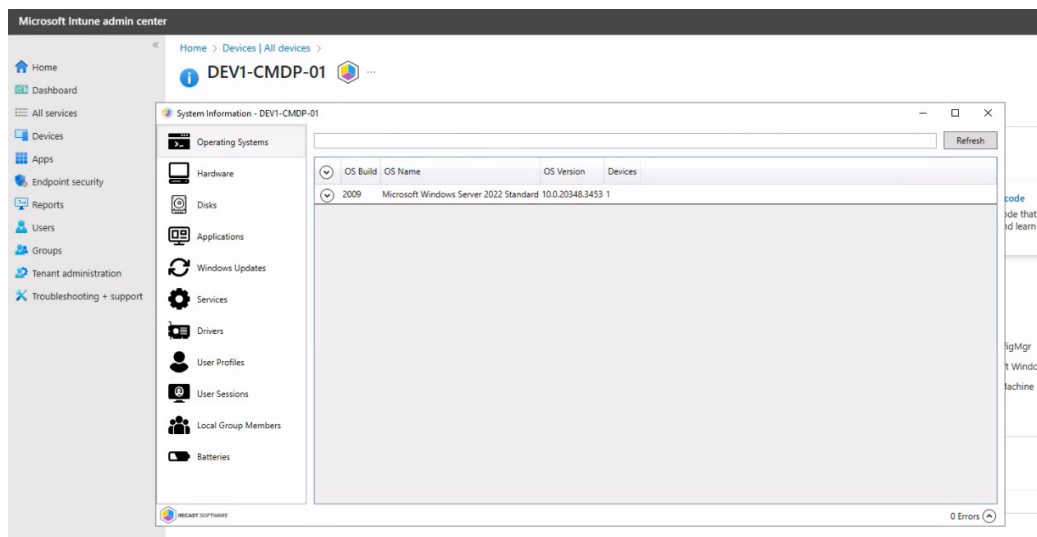 Microsoft Intune admin center
«
Home > Devices | All devices >
DEV1-CMDP-01 ...
Home
Dashboard
All services
Devices
Apps
Endpoint security
Reports
Users
Groups
Tenant administration
Troubleshooting + support
System Information - DEV1-CMDP-01
Operating Systems
Hardware
Disks
Applications
Windows Updates
Services
Drivers
User Profiles
User Sessions
Local Group Members
Batteries
Refresh
OS Build OS Name OS Version Devices
2009 Microsoft Windows Server 2022 Standard 10.0.20348.3453 1
RECAST SOFTWARE
0 Errors
code
ode that
nd learn
figMgr
t Windo
Machine